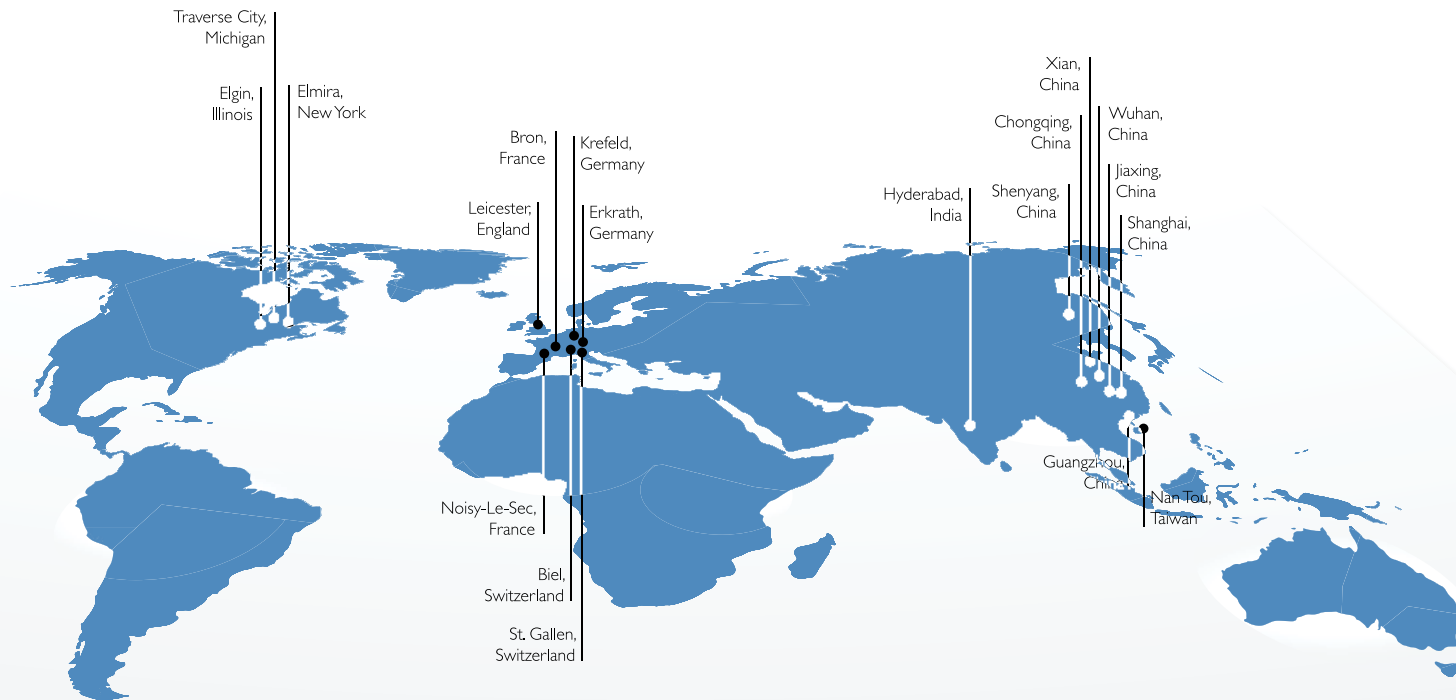 Traverse City,
Michigan
Elgin,
Illinois
Elmira,
New York
Bron,
France
Krefeld,
Germany
Leicester,
England
Erkrath,
Germany
Noisy-Le-Sec,
France
Biel,
Switzerland
St. Gallen,
Switzerland
Hyderabad,
India
Xian,
China
Chongqing,
China
Wuhan,
China
Shenyang,
China
Jiaxing,
China
Shanghai,
China
Guangzhou,
China
Nan Tou,
Taiwan